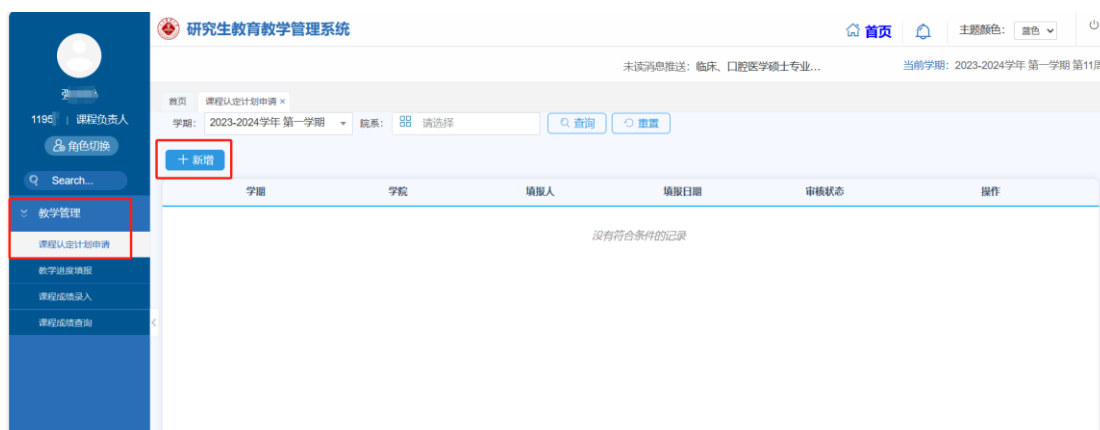 研究生教育教学管理系统
首页
主题颜色: 蓝色
未读消息推送: 临床、口腔医学硕士专业...
当前学期: 2023-2024学年 第一学期 第11周
1195 | 课程负责人
角色切换
Search...
教学管理
课程认定计划申请
教学进度填报
课程成绩录入
课程成绩查询
首页 课程认定计划申请 ×
学期: 2023-2024学年 第一学期 院系: 请选择 查询 重置
+ 新增
学期 学院 填报人 填报日期 审核状态 操作
没有符合条件的记录